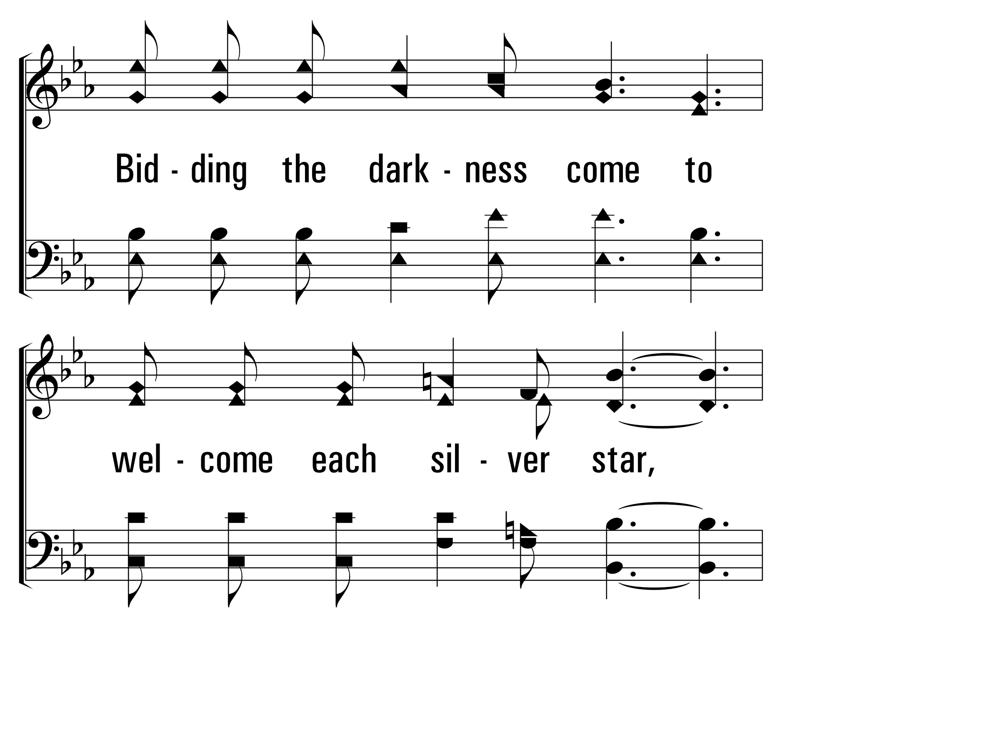 Bid - ding the dark - ness come to
wel - come each sil - ver star,